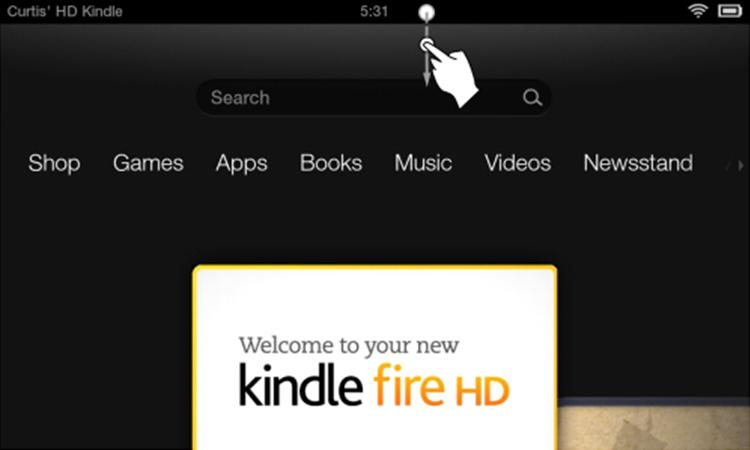 Curtis' HD Kindle 5:31
Search
Shop Games Apps Books Music Videos Newsstand
Welcome to your new
kindle fire HD